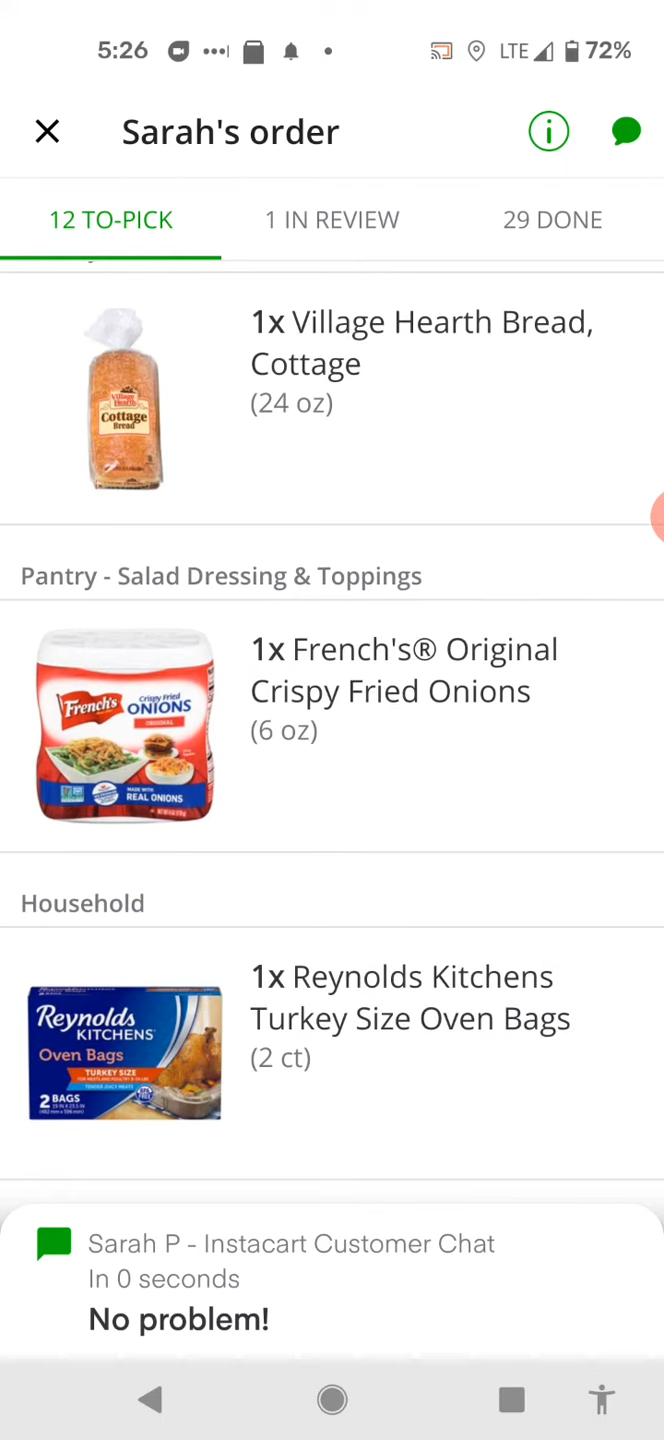 5:26 LTE 72%
Sarah's order
12 TO-PICK 1 IN REVIEW 29 DONE
1x Village Hearth Bread,
Cottage
(24 oz)
Village
Hearth
Cottage
Bread
Pantry - Salad Dressing & Toppings
1x French's® Original
Crispy Fried Onions
(6 oz)
French's
Crispy Fried
ONIONS
ORIGINAL
MADE WITH
REAL ONIONS
Household
1x Reynolds Kitchens
Turkey Size Oven Bags
(2 ct)
Reynolds
KITCHENS
Oven Bags
TURKEY SIZE
TENDER JUICY MEATS
2 BAGS
Sarah P - Instacart Customer Chat
In 0 seconds
No problem!